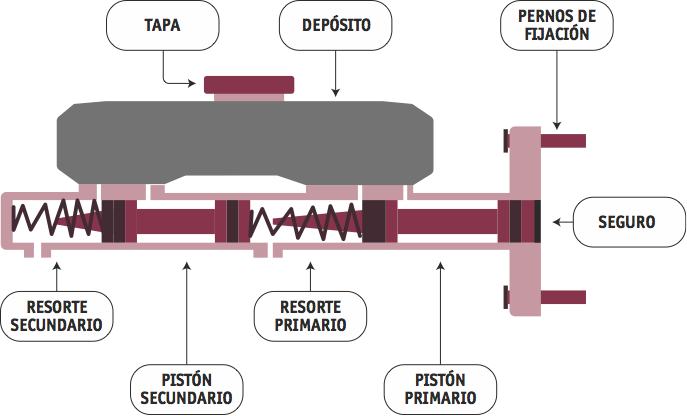 TAPA
DEPÓSITO
PERNOS DE
FIJACIÓN
SEGURO
RESORTE
SECUNDARIO
RESORTE
PRIMARIO
PISTÓN
SECUNDARIO
PISTÓN
PRIMARIO